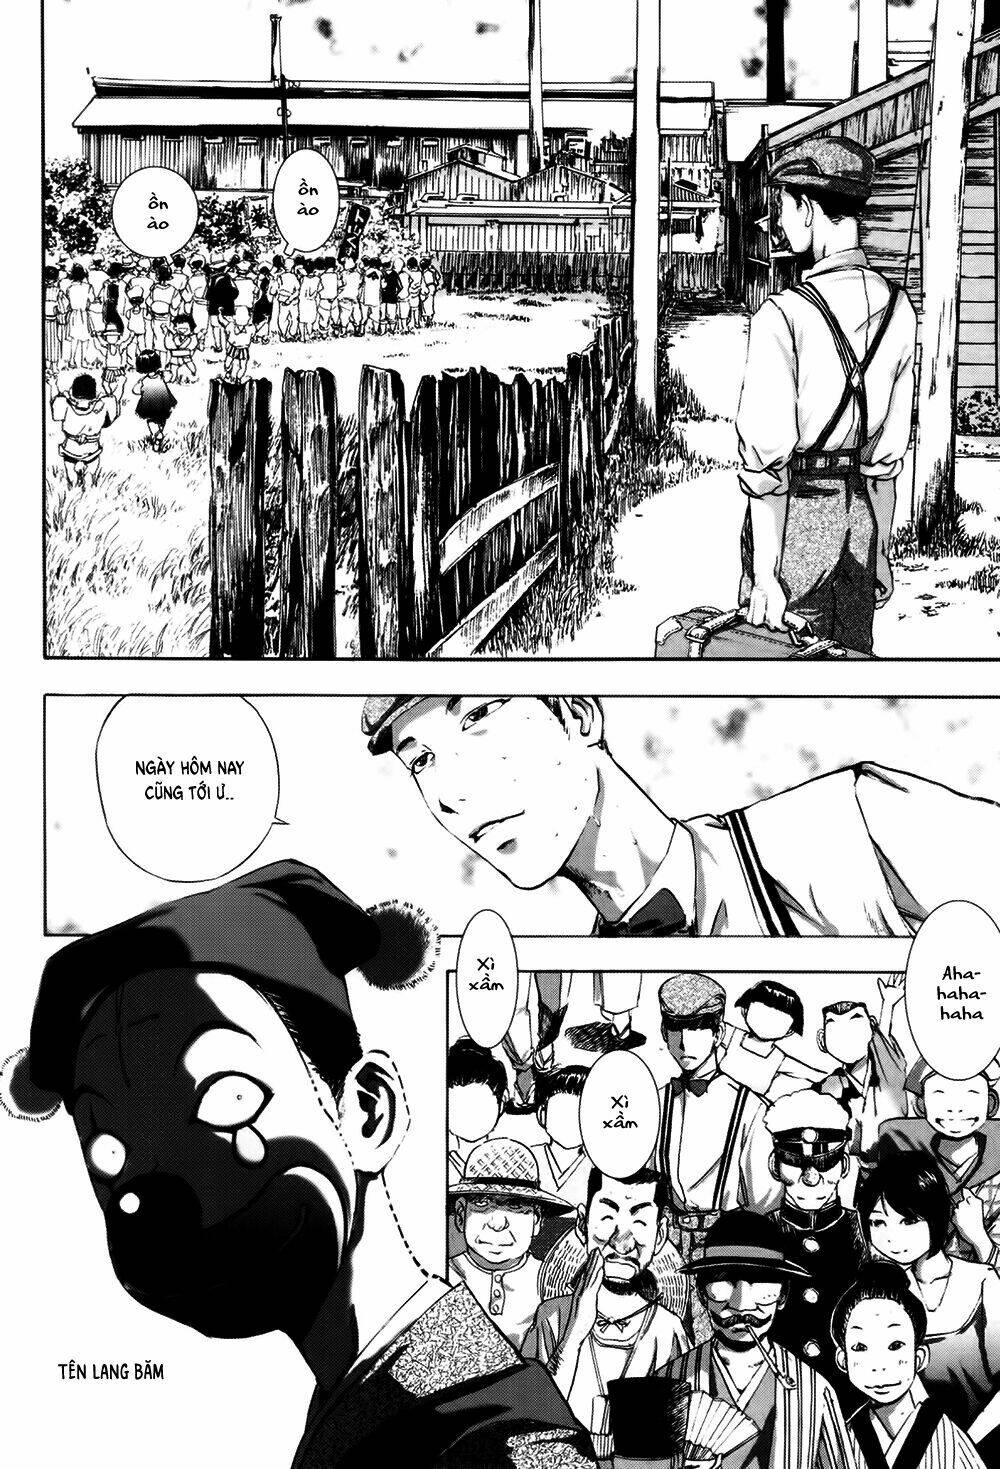 ồn
ào
ồn
ào
NGÀY HÔM NAY
CŨNG TỚI Ư..
Xì
xầm
Aha-
haha-
haha
Xì
xầm
TÊN LANG BĂM